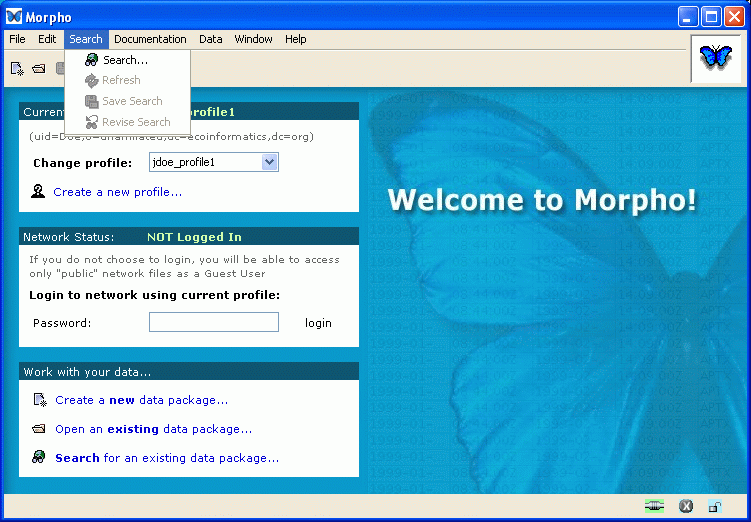 Morpho
File Edit Search Documentation Data Window Help
Search...
Refresh
Save Search
Revise Search
Current profile1
(uid=Doe,o=unaffiliated,dc=ecoinformatics,dc=org)
Change profile: jdoe_profile1
Create a new profile...
Welcome to Morpho!
Network Status: NOT Logged In
If you do not choose to login, you will be able to access
only "public" network files as a Guest User
Login to network using current profile:
Password: login
Work with your data...
Create a new data package...
Open an existing data package...
Search for an existing data package...